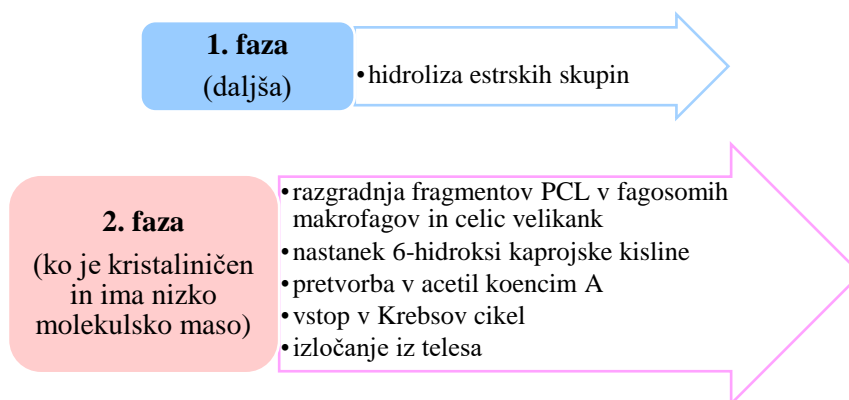 1. faza
(daljša)
•hidroliza estrskih skupin
2. faza
(ko je kristaliničen
in ima nizko
molekulsko maso)
•razgradnja fragmentov PCL v fagosomih
makrofagov in celic velikank
•nastanek 6-hidroksi kaprojske kisline
•pretvorba v acetil koencim A
•vstop v Krebsov cikel
•izločanje iz telesa